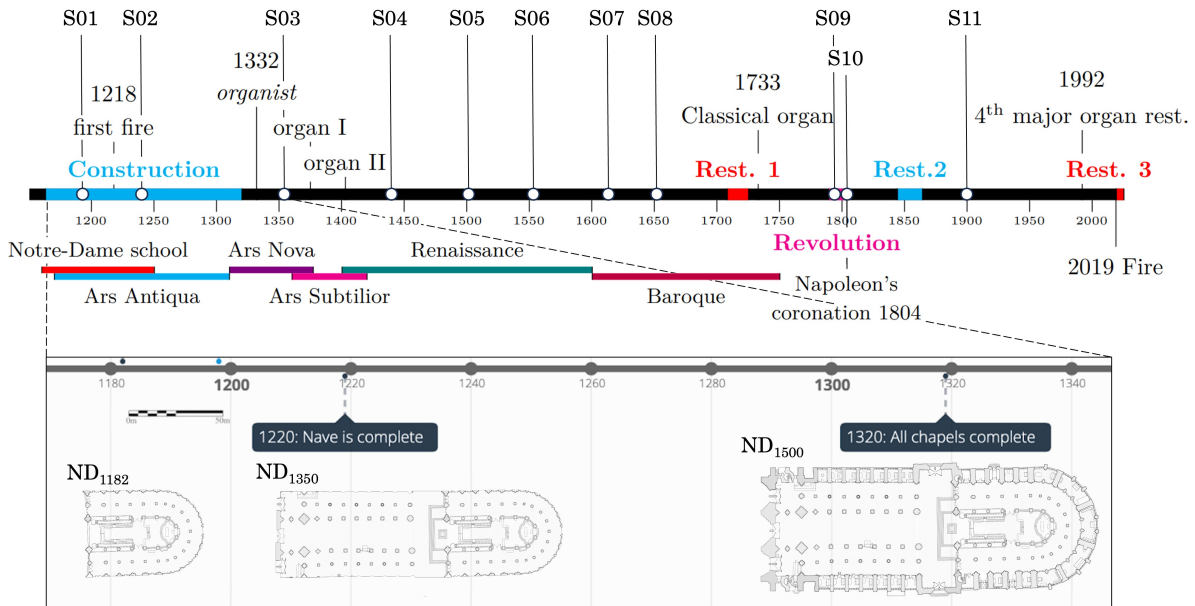 S01 S02 S03 S04 S05 S06 S07 S08 S09 S11
S10
1332
organist
1218
first fire
organ I
organ II
1733
Classical organ
1992
4th major organ rest.
Construction
Rest. 1
Rest.2
Rest. 3
1200 1250 1300 1350 1400 1450 1500 1550 1600 1650 1700 1750 1800 1850 1900 1950 2000
Revolution
Notre-Dame school
Ars Nova
Renaissance
Ars Antiqua
Ars Subtilior
Baroque
Napoleon's
coronation 1804
2019 Fire
1180 1200 1220 1240 1260 1280 1300 1320 1340
0m 50m
1220: Nave is complete
1320: All chapels complete
ND1182
ND1350
ND1500